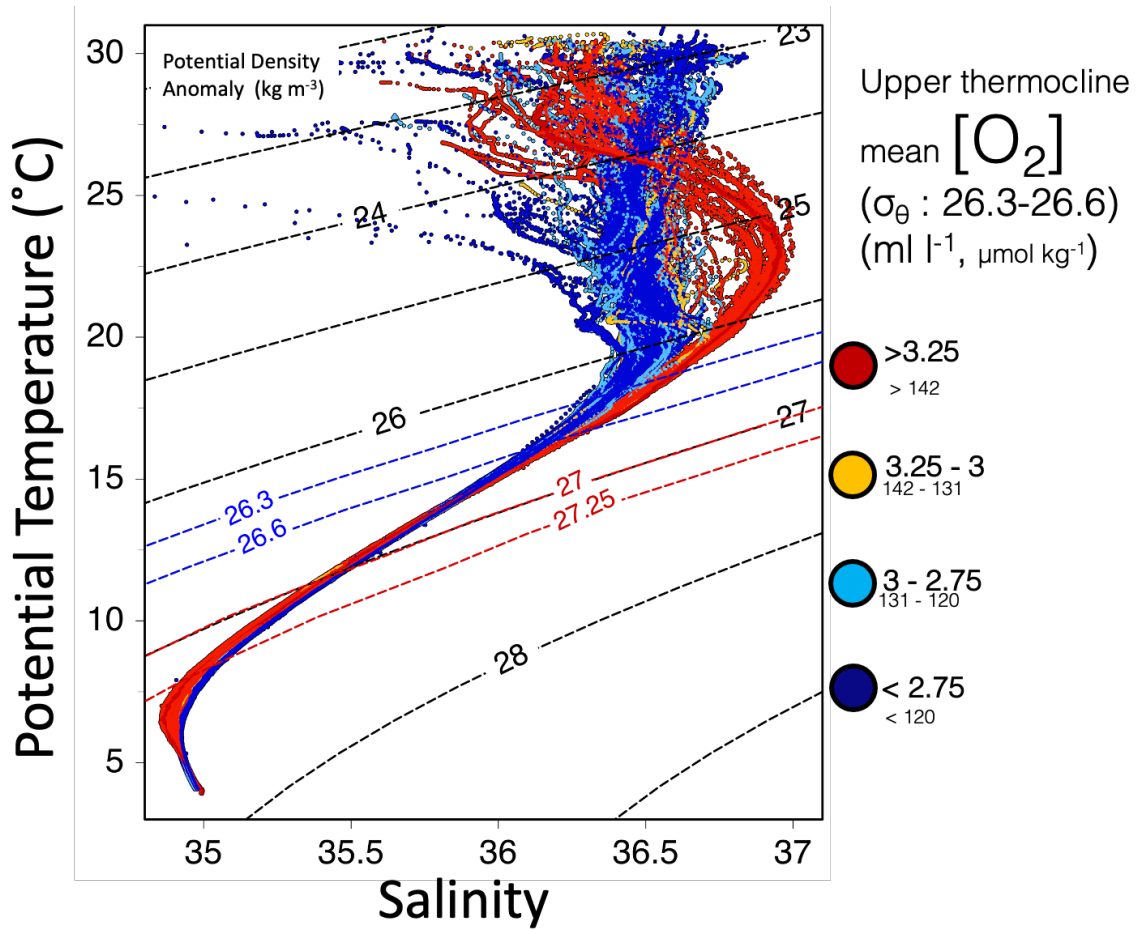 Potential Density
Anomaly (kg m⁻³)
30
25
20
15
10
5
35
35.5
36
36.5
37
Potential Temperature (˚C)
Salinity
23
24
25
26
26.3
26.6
27
27
27.25
28
Upper thermocline
mean [O₂]
(σ_θ : 26.3-26.6)
(ml l⁻¹, μmol kg⁻¹)
>3.25
> 142
3.25 - 3
142 - 131
3 - 2.75
131 - 120
< 2.75
< 120